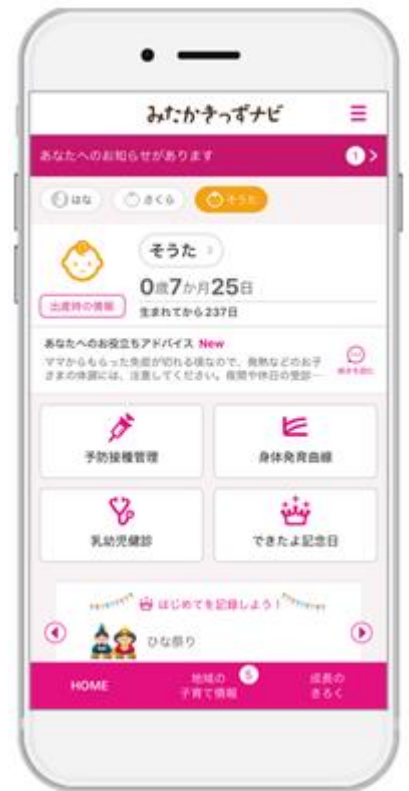 みたかきっずナビ
あなたへのお知らせがあります 1
はな さくら そうた
そうた
0歳7か月25日
出産時の情報
生まれてから237日
あなたへのお役立ちアドバイス New
ママからもらった免疫が切れる頃なので、発熱などのお子
さまの体調には、注意してください。夜間や休日の受診…
続きを読む
予防接種管理 身体発育曲線
乳幼児健診 できたよ記念日
はじめてを記録しよう!
ひな祭り
HOME 地域の 子育て情報 5 成長の きろく